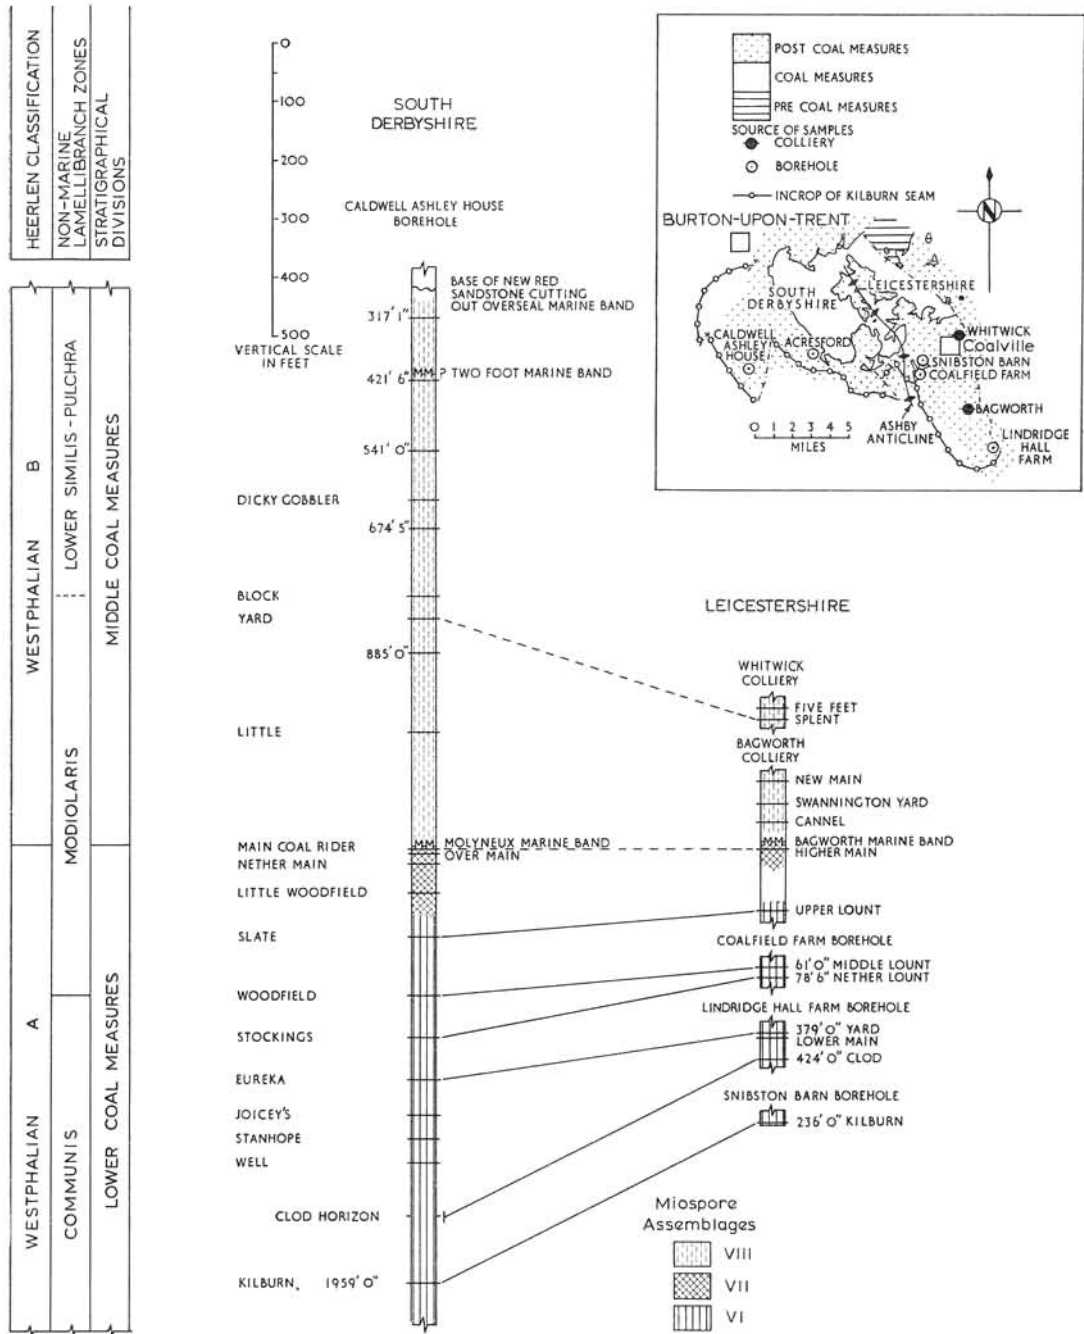 HEERLEN CLASSIFICATION
NON-MARINE
LAMELLIBRANCH ZONES
STRATIGRAPHICAL
DIVISIONS
WESTPHALIAN B
WESTPHALIAN A
LOWER SIMILIS-PULCHRA
MODIOLARIS
COMMUNIS
MIDDLE COAL MEASURES
LOWER COAL MEASURES
0
100
200
300
400
500
VERTICAL SCALE
IN FEET
SOUTH
DERBYSHIRE
CALDWELL ASHLEY HOUSE
BOREHOLE
BASE OF NEW RED
SANDSTONE CUTTING
OUT OVERSEAL MARINE BAND
317' 1"
MM ? TWO FOOT MARINE BAND
421' 6"
541' 0"
DICKY GOBBLER
674' 5"
BLOCK
YARD
885' 0"
LITTLE
MAIN COAL RIDER
MM MOLYNEUX MARINE BAND
OVER MAIN
NETHER MAIN
LITTLE WOODFIELD
SLATE
WOODFIELD
STOCKINGS
EUREKA
JOICEY'S
STANHOPE
WELL
CLOD HORIZON
KILBURN, 1959' 0"
LEICESTERSHIRE
WHITWICK
COLLIERY
FIVE FEET
SPLENT
BAGWORTH
COLLIERY
NEW MAIN
SWANNINGTON YARD
CANNEL
MM BAGWORTH MARINE BAND
HIGHER MAIN
UPPER LOUNT
COALFIELD FARM BOREHOLE
61' 0" MIDDLE LOUNT
78' 6" NETHER LOUNT
LINDRIDGE HALL FARM BOREHOLE
379' 0" YARD
LOWER MAIN
424' 0" CLOD
SNIBSTON BARN BOREHOLE
236' 0" KILBURN
Miospore
Assemblages
VIII
VII
VI
POST COAL MEASURES
COAL MEASURES
PRE COAL MEASURES
SOURCE OF SAMPLES
COLLIERY
BOREHOLE
INCROP OF KILBURN SEAM
N
BURTON-UPON-TRENT
SOUTH
DERBYSHIRE
LEICESTERSHIRE
CALDWELL
ASHLEY
HOUSE
ACRESFORD
WHITWICK
Coalville
SNIBSTON BARN
COALFIELD FARM
BAGWORTH
ASHBY
ANTICLINE
LINDRIDGE
HALL
FARM
0 1 2 3 4 5
MILES